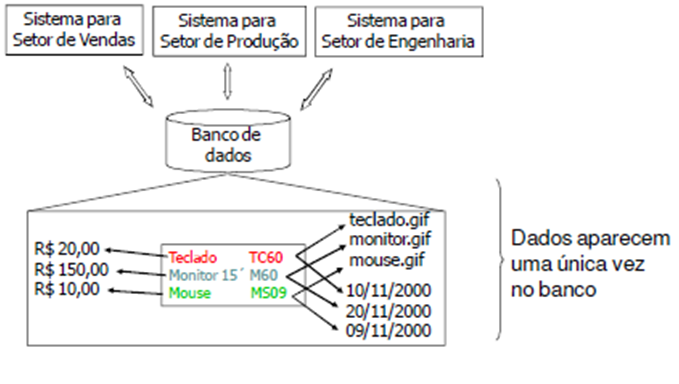 Sistema para
Setor de Vendas
Sistema para
Setor de Produção
Sistema para
Setor de Engenharia
Banco de
dados
R$ 20,00
R$ 150,00
R$ 10,00
Teclado TC60
Monitor 15´ M60
Mouse MS09
teclado.gif
monitor.gif
mouse.gif
10/11/2000
20/11/2000
09/11/2000
Dados aparecem
uma única vez
no banco